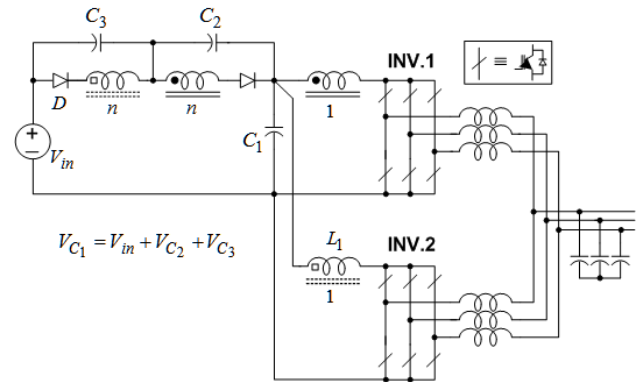 C3
C2
INV.1
≡
D
n
n
1
+
−
Vin
C1
VC1 = Vin + VC2 + VC3
L1
INV.2
1